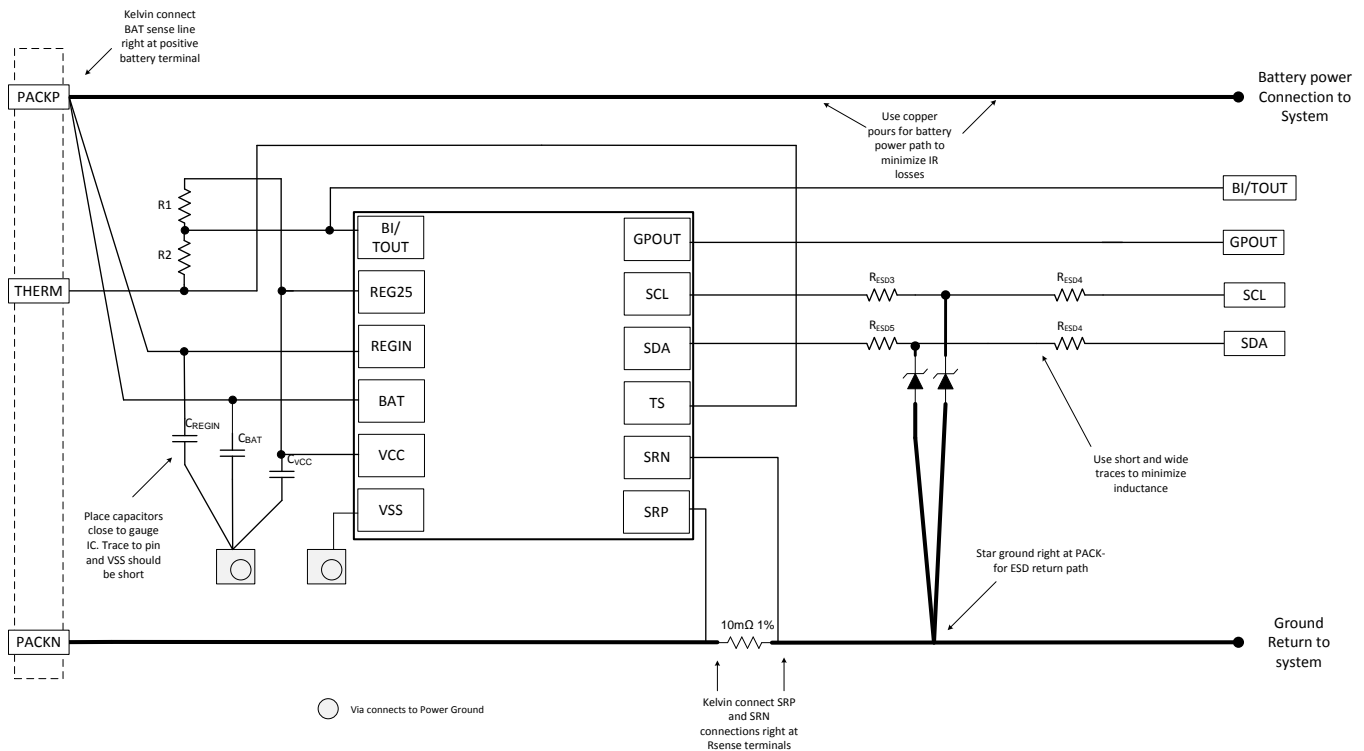 Kelvin connect
BAT sense line
right at positive
battery terminal
PACKP
Battery power
Connection to
System
Use copper
pours for battery
power path to
minimize IR
losses
R1
R2
BI/
TOUT
BI/TOUT
GPOUT
GPOUT
THERM
REG25
SCL
RESD3
RESD4
SCL
REGIN
SDA
RESD5
RESD4
SDA
BAT
TS
CREGIN
CBAT
CVCC
VCC
SRN
VSS
SRP
Use short and wide
traces to minimize
inductance
Place capacitors
close to gauge
IC. Trace to pin
and VSS should
be short
Star ground right at PACK-
for ESD return path
PACKN
10mΩ 1%
Ground
Return to
system
Via connects to Power Ground
Kelvin connect SRP
and SRN
connections right at
Rsense terminals